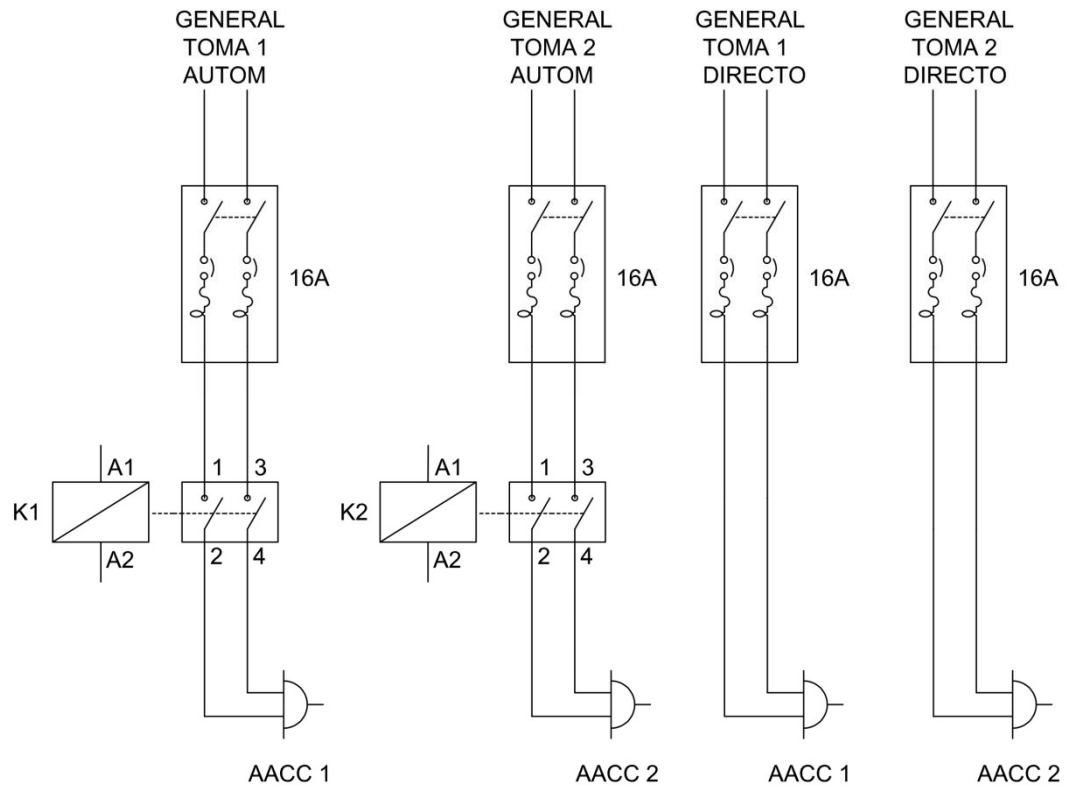 GENERAL
TOMA 1
AUTOM
GENERAL
TOMA 2
AUTOM
GENERAL
TOMA 1
DIRECTO
GENERAL
TOMA 2
DIRECTO
16A
16A
16A
16A
K1
A1
A2
1
3
2
4
K2
A1
A2
1
3
2
4
AACC 1
AACC 2
AACC 1
AACC 2